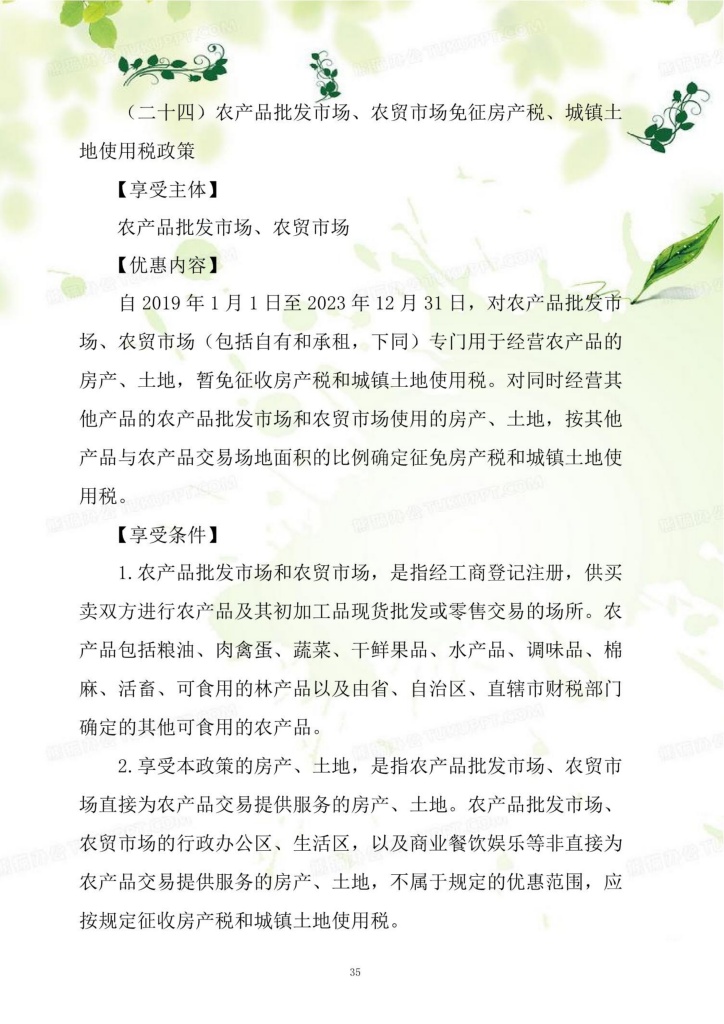 （二十四）农产品批发市场、农贸市场免征房产税、城镇土
地使用税政策
【享受主体】
农产品批发市场、农贸市场
【优惠内容】
自 2019 年 1 月 1 日至 2023 年 12 月 31 日，对农产品批发市
场、农贸市场（包括自有和承租，下同）专门用于经营农产品的
房产、土地，暂免征收房产税和城镇土地使用税。对同时经营其
他产品的农产品批发市场和农贸市场使用的房产、土地，按其他
产品与农产品交易场地面积的比例确定征免房产税和城镇土地使
用税。
【享受条件】
1.农产品批发市场和农贸市场，是指经工商登记注册，供买
卖双方进行农产品及其初加工品现货批发或零售交易的场所。农
产品包括粮油、肉禽蛋、蔬菜、干鲜果品、水产品、调味品、棉
麻、活畜、可食用的林产品以及由省、自治区、直辖市财税部门
确定的其他可食用的农产品。
2.享受本政策的房产、土地，是指农产品批发市场、农贸市
场直接为农产品交易提供服务的房产、土地。农产品批发市场、
农贸市场的行政办公区、生活区，以及商业餐饮娱乐等非直接为
农产品交易提供服务的房产、土地，不属于规定的优惠范围，应
按规定征收房产税和城镇土地使用税。
35